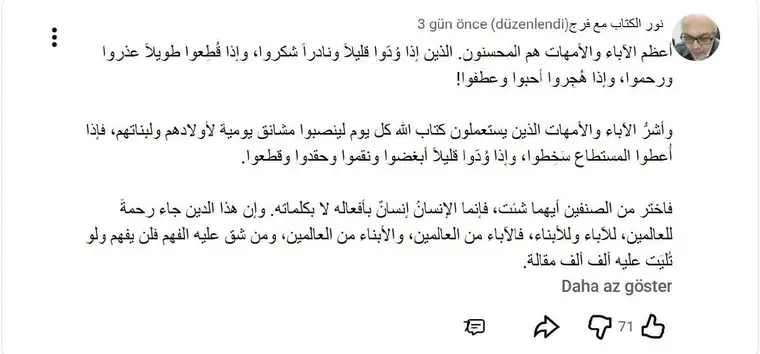 نور الكتاب مع فرج(düzenlendi) 3 gün önce
أعظم الآباء والأمهات هم المحسنون. الذين إذا وُدّوا قليلاً ونادراً شكروا، وإذا قُطِعوا طويلاً عذروا
ورحموا، وإذا هُجِروا أحبوا وعطفوا!
وأشرُّ الآباء والأمهات الذين يستعملون كتاب الله كل يوم لينصبوا مشانق يومية لأولادهم ولبناتهم، فإذا
أُعطوا المستطاع سَخِطوا، وإذا وُدّوا قليلاً أبغضوا ونقموا وحقدوا وقطعوا.
فاختر من الصنفين أيهما شئت، فإنما الإنسانُ إنسانٌ بأفعاله لا بكلماته. وإن هذا الدين جاء رحمةً
للعالمين، للآباء وللأبناء، فالآباء من العالمين، والأبناء من العالمين، ومن شق عليه الفهم فلن يفهم ولو
تُليَت عليه ألف ألف مقالة.
Daha az göster
71
7